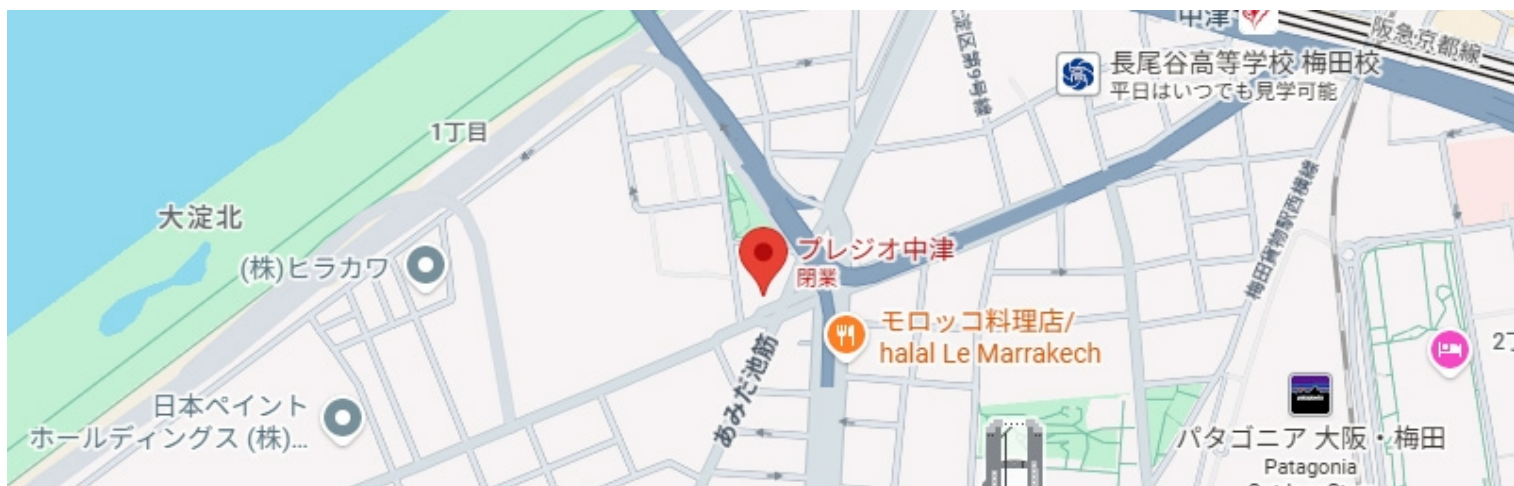 中津
阪急京都線
大淀区第9号線
長尾谷高等学校 梅田校
平日はいつでも見学可能
1丁目
大淀北
(株)ヒラカワ
プレジオ中津
閉業
梅田貨物駅西横線
モロッコ料理店/
halal Le Marrakech
あみだ池筋
日本ペイント
ホールディングス (株)...
パタゴニア 大阪・梅田
Patagonia